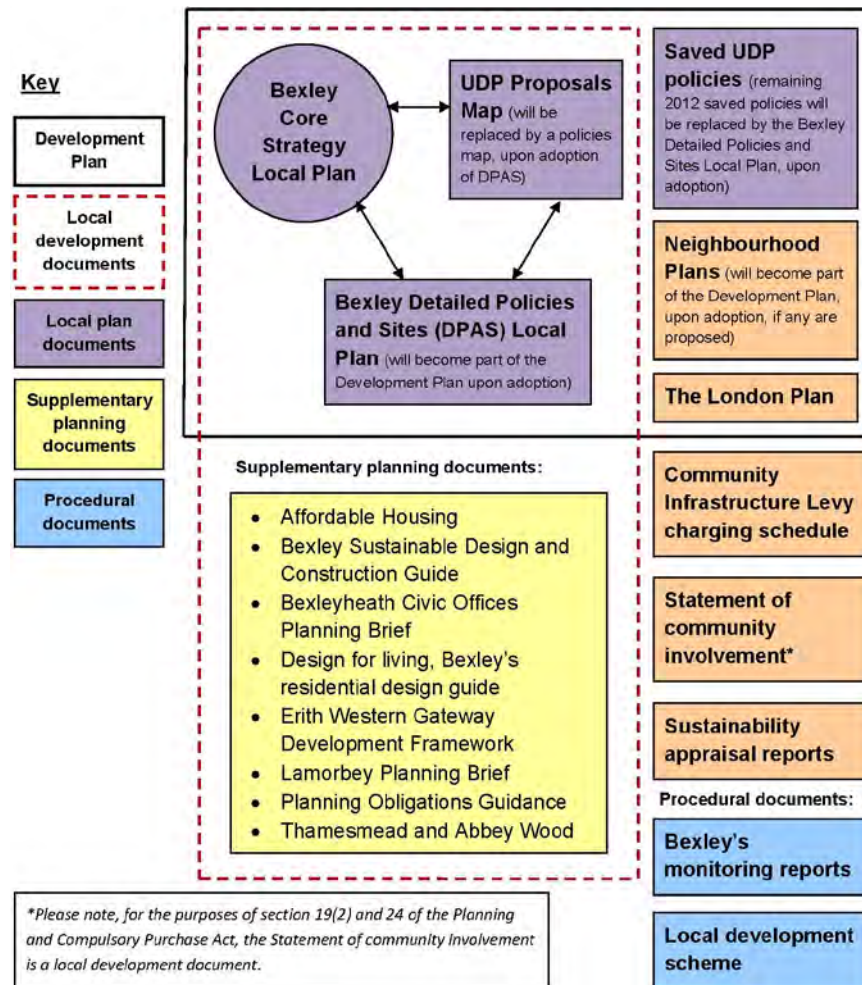 Key
Development
Plan
Local
development
documents
Local plan
documents
Supplementary
planning
documents
Procedural
documents
Bexley
Core
Strategy
Local Plan
UDP Proposals
Map (will be
replaced by a policies
map, upon adoption
of DPAS)
Bexley Detailed Policies
and Sites (DPAS) Local
Plan (will become part of the
Development Plan upon adoption)
Saved UDP
policies (remaining
2012 saved policies will
be replaced by the Bexley
Detailed Policies and
Sites Local Plan, upon
adoption)
Neighbourhood
Plans (will become part
of the Development Plan,
upon adoption, if any are
proposed)
The London Plan
Supplementary planning documents:
• Affordable Housing
• Bexley Sustainable Design and
Construction Guide
• Bexleyheath Civic Offices
Planning Brief
• Design for living, Bexley's
residential design guide
• Erith Western Gateway
Development Framework
• Lamorbey Planning Brief
• Planning Obligations Guidance
• Thamesmead and Abbey Wood
Community
Infrastructure Levy
charging schedule
Statement of
community
involvement*
Sustainability
appraisal reports
Procedural documents:
Bexley's
monitoring reports
Local development
scheme
*Please note, for the purposes of section 19(2) and 24 of the Planning
and Compulsory Purchase Act, the Statement of community involvement
is a local development document.